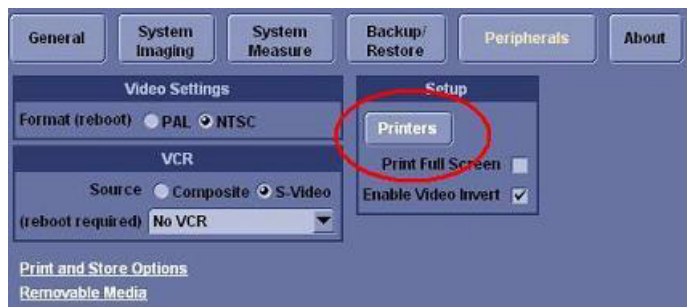 General
System
Imaging
System
Measure
Backup/
Restore
Peripherals
About
Video Settings
Format (reboot) PAL NTSC
VCR
Source Composite S-Video
(reboot required) No VCR
Setup
Printers
Print Full Screen
Enable Video Invert
Print and Store Options
Removable Media